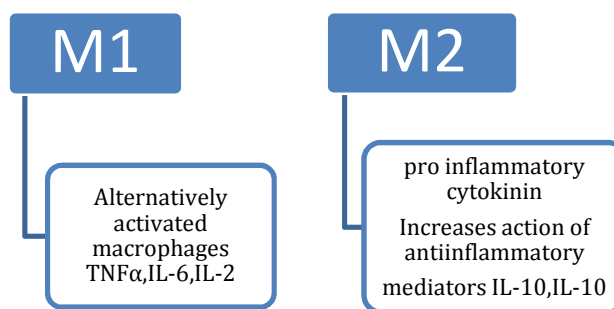 M1
Alternatively
activated
macrophages
TNFα,IL-6,IL-2
M2
pro inflammatory
cytokinin
Increases action of
antiinflammatory
mediators IL-10,IL-10